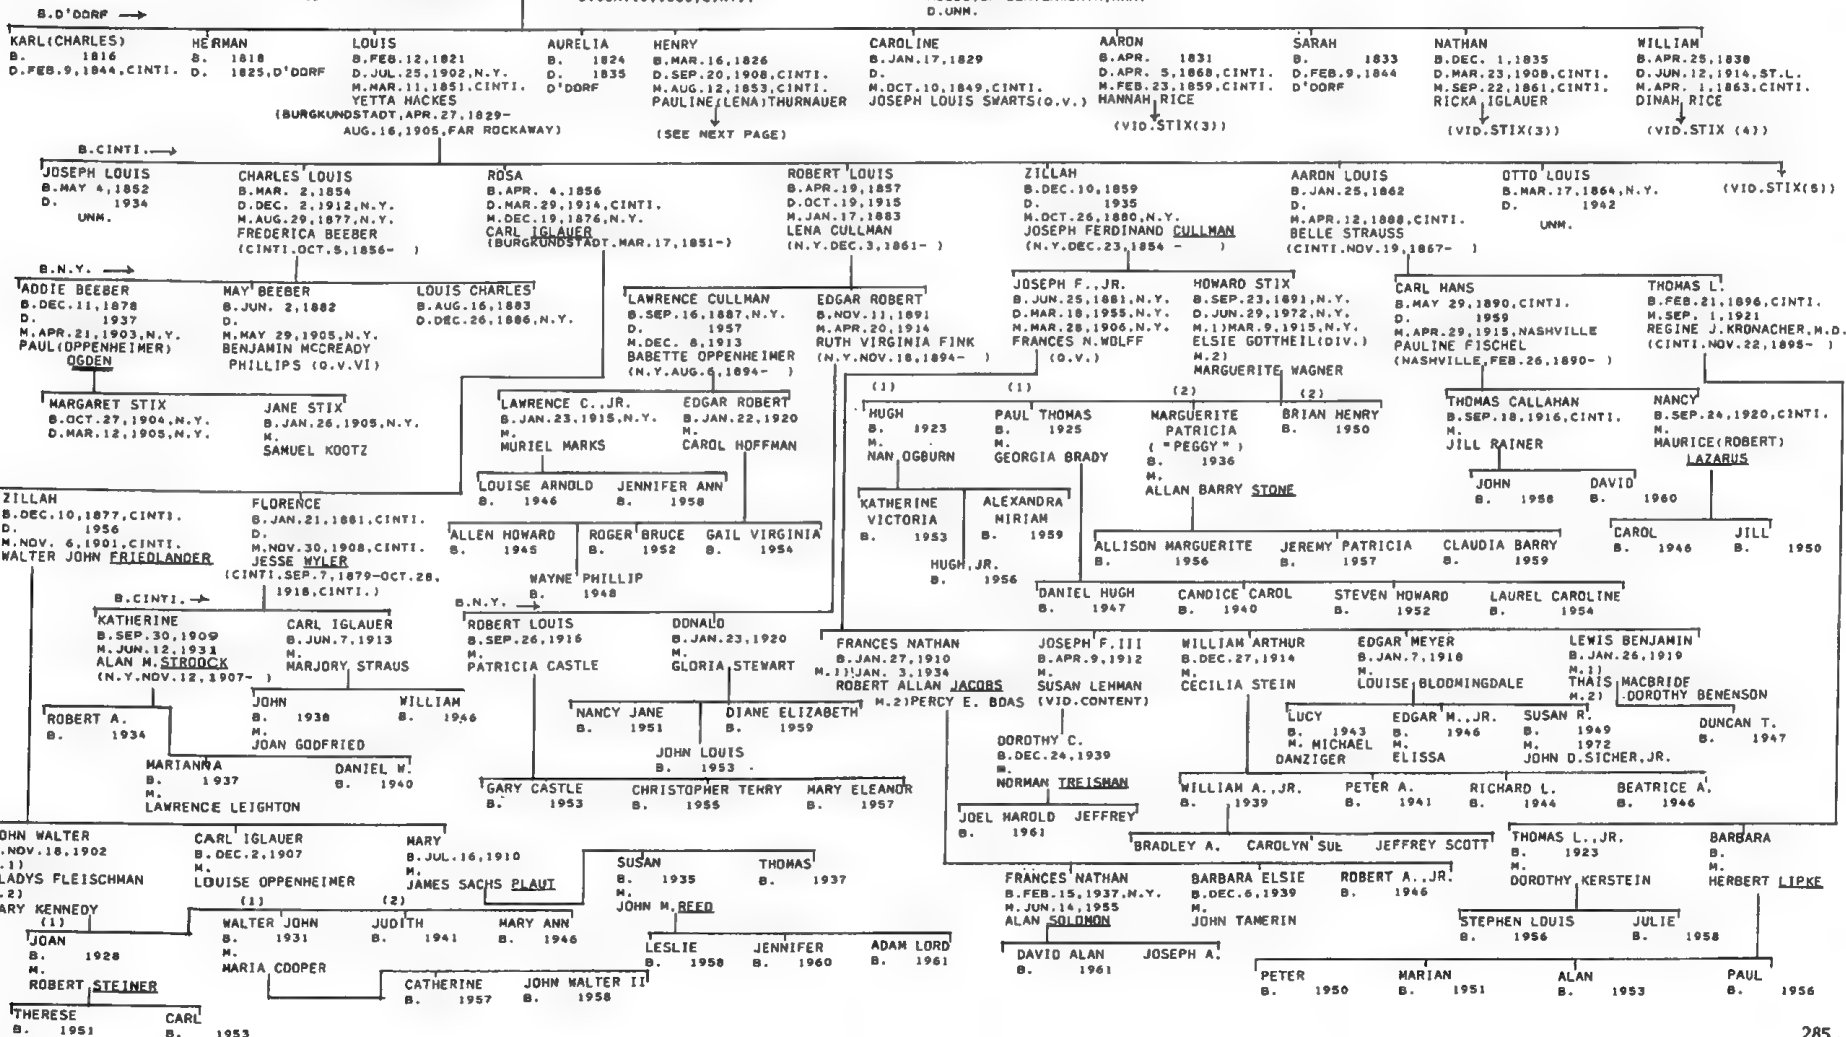 D.UNM.
B.D'DORF →
KARL(CHARLES)
B. 1816
D.FEB.9,1844,CINTI.
HERMAN
B. 1818
D. 1825,D'DORF
LOUIS
B.FEB.12,1821
D.JUL.25,1902,N.Y.
M.MAR.11,1851,CINTI.
YETTA HACKES
(BURGKUNDSTADT,APR.27,1829-
AUG.16,1905,FAR ROCKAWAY)
AURELIA
B. 1824
D. 1835
D'DORF
HENRY
B.MAR.16,1826
D.SEP.20,1908,CINTI.
M.AUG.12,1853,CINTI.
PAULINE(LENA)THURNAUER
(SEE NEXT PAGE)
CAROLINE
B.JAN.17,1829
D.
M.OCT.10,1849,CINTI.
JOSEPH LOUIS SWARTS(Q.V.)
AARON
B.APR. 1831
D.APR. 5,1868,CINTI.
M.FEB.23,1859,CINTI.
HANNAH RICE
(VID.STIX(3))
SARAH
B. 1833
D.FEB.9,1844
D'DORF
NATHAN
B.DEC. 1,1835
D.MAR.23,1908,CINTI.
M.SEP.22,1861,CINTI.
RICKA IGLAUER
(VID.STIX(3))
WILLIAM
B.APR.25,1838
D.JUN.12,1914,ST.L.
M.APR. 1,1863,CINTI.
DINAH RICE
(VID.STIX (4))
B.CINTI.→
JOSEPH LOUIS
B.MAY 4,1852
D. 1934
UNM.
CHARLES LOUIS
B.MAR. 2,1854
D.DEC. 2,1912,N.Y.
M.AUG.29,1877,N.Y.
FREDERICA BEEBER
(CINTI.OCT.5,1856- )
ROSA
B.APR. 4,1856
D.MAR.29,1914,CINTI.
M.DEC.19,1876,N.Y.
CARL IGLAUER
(BURGKUNDSTADT.MAR.17,1851-)
ROBERT LOUIS
B.APR.19,1857
D.OCT.19,1915
M.JAN.17,1883
LENA CULLMAN
(N.Y.DEC.3,1861- )
ZILLAH
B.DEC.10,1859
D. 1935
M.OCT.26,1880,N.Y.
JOSEPH FERDINAND CULLMAN
(N.Y.DEC.23,1854 - )
AARON LOUIS
B.JAN.25,1862
D.
M.APR.12,1888,CINTI.
BELLE STRAUSS
(CINTI.NOV.19,1867- )
OTTO LOUIS
B.MAR.17,1864,N.Y.
D. 1942
UNM.
(VID.STIX(5))
B.N.Y. →
ADDIE BEEBER
B.DEC.11,1878
D. 1937
M.APR.21,1903,N.Y.
PAUL(OPPENHEIMER)
OGDEN
MAY BEEBER
B.JUN. 2,1882
D.
M.MAY 29,1905,N.Y.
BENJAMIN MCCREADY
PHILLIPS (Q.V.VI)
LOUIS CHARLES
B.AUG.16,1883
D.DEC.26,1886,N.Y.
LAWRENCE CULLMAN
B.SEP.16,1887,N.Y.
D. 1957
M.DEC. 8,1913
BABETTE OPPENHEIMER
(N.Y.AUG.6,1894- )
EDGAR ROBERT
B.NOV.11,1891
M.APR.20,1914
RUTH VIRGINIA FINK
(N.Y.NOV.18,1894- )
JOSEPH F.,JR.
B.JUN.25,1881,N.Y.
D.MAR.18,1955,N.Y.
M.MAR.28,1906,N.Y.
FRANCES N.WOLFF
(Q.V.)
HOWARD STIX
B.SEP.23,1891,N.Y.
D.JUN.29,1972,N.Y.
M.1)MAR.9,1915,N.Y.
ELSIE GOTTHEIL(DIV.)
M.2)
MARGUERITE WAGNER
CARL HANS
B.MAY 29,1890,CINTI.
D. 1959
M.APR.29,1915,NASHVILLE
PAULINE FISCHEL
(NASHVILLE,FEB.26,1890- )
THOMAS L.
B.FEB.21,1896,CINTI.
M.SEP. 1,1921
REGINE J.KRONACHER,M.D.
(CINTI.NOV.22,1895- )
MARGARET STIX
B.OCT.27,1904,N.Y.
D.MAR.12,1905,N.Y.
JANE STIX
B.JAN.26,1905,N.Y.
M.
SAMUEL KOOTZ
LAWRENCE C.,JR.
B.JAN.23,1915,N.Y.
M.
MURIEL MARKS
EDGAR ROBERT
B.JAN.22,1920
M.
CAROL HOFFMAN
(1)
HUGH
B. 1923
M.
NAN OGBURN
(1)
PAUL THOMAS
B. 1925
M.
GEORGIA BRADY
(2)
MARGUERITE
PATRICIA
( "PEGGY" )
B. 1936
M.
ALLAN BARRY STONE
(2)
BRIAN HENRY
B. 1950
THOMAS CALLAHAN
B.SEP.18,1916,CINTI.
M.
JILL RAINER
NANCY
B.SEP.24,1920,CINTI.
M.
MAURICE(ROBERT)
LAZARUS
LOUISE ARNOLD
B. 1946
JENNIFER ANN
B. 1958
JOHN
B. 1958
DAVID
B. 1960
ZILLAH
B.DEC.10,1877,CINTI.
D. 1956
M.NOV. 6,1901,CINTI.
WALTER JOHN FRIEDLANDER
FLORENCE
B.JAN.21,1881,CINTI.
D.
M.NOV.30,1908,CINTI.
JESSE WYLER
(CINTI.SEP.7,1879-OCT.28,
1918,CINTI.)
ALLEN HOWARD
B. 1945
WAYNE PHILLIP
B. 1948
ROGER BRUCE
B. 1952
GAIL VIRGINIA
B. 1954
KATHERINE
VICTORIA
B. 1953
HUGH,JR.
B. 1956
ALEXANDRA
MIRIAM
B. 1959
ALLISON MARGUERITE
B. 1956
JEREMY PATRICIA
B. 1957
CLAUDIA BARRY
B. 1959
CAROL
B. 1946
JILL
B. 1950
DANIEL HUGH
B. 1947
CANDICE CAROL
B. 1940
STEVEN HOWARD
B. 1952
LAUREL CAROLINE
B. 1954
B.CINTI. →
KATHERINE
B.SEP.30,1909
M.JUN.12,1931
ALAN M.STROOCK
(N.Y.NOV.12,1907- )
CARL IGLAUER
B.JUN.7,1913
M.
MARJORY STRAUS
B.N.Y. →
ROBERT LOUIS
B.SEP.26,1916
M.
PATRICIA CASTLE
DONALD
B.JAN.23,1920
M.
GLORIA STEWART
FRANCES NATHAN
B.JAN.27,1910
M.1)JAN. 3,1934
ROBERT ALLAN JACOBS
M.2)PERCY E. BOAS
JOSEPH F.III
B.APR.9,1912
M.
SUSAN LEHMAN
(VID.CONTENT)
WILLIAM ARTHUR
B.DEC.27,1914
M.
CECILIA STEIN
EDGAR MEYER
B.JAN.7,1918
M.
LOUISE BLOOMINGDALE
LEWIS BENJAMIN
B.JAN.26,1919
M.1)
THAIS MACBRIDE
M.2) DOROTHY BENENSON
ROBERT A.
B. 1934
MARIANNA
B. 1937
M.
LAWRENCE LEIGHTON
DANIEL W.
B. 1940
JOHN
B. 1938
M.
JOAN GODFRIED
WILLIAM
B. 1946
NANCY JANE
B. 1951
JOHN LOUIS
B. 1953
DIANE ELIZABETH
B. 1959
DOROTHY C.
B.DEC.24,1939
M.
NORMAN TREISMAN
LUCY
B. 1943
M. MICHAEL
DANZIGER
EDGAR M.,JR.
B. 1946
M.
ELISSA
SUSAN R.
B. 1949
M. 1972
JOHN D.SICHER,JR.
DUNCAN T.
B. 1947
GARY CASTLE
B. 1953
CHRISTOPHER TERRY
B. 1955
MARY ELEANOR
B. 1957
WILLIAM A.,JR.
B. 1939
PETER A.
B. 1941
RICHARD L.
B. 1944
BEATRICE A.
B. 1946
JOEL HAROLD
B. 1961
JEFFREY
BRADLEY A.
CAROLYN SUE
JEFFREY SCOTT
OHN WALTER
.NOV.18,1902
.1)
LADYS FLEISCHMAN
.2)
ARY KENNEDY
CARL IGLAUER
B.DEC.2,1907
M.
LOUISE OPPENHEIMER
MARY
B.JUL.16,1910
M.
JAMES SACHS PLAUT
SUSAN
B. 1935
M.
JOHN M.REED
THOMAS
B. 1937
FRANCES NATHAN
B.FEB.15,1937,N.Y.
M.JUN.14,1955
ALAN SOLOMON
BARBARA ELSIE
B.DEC.6,1939
M.
JOHN TAMERIN
ROBERT A.,JR.
B. 1946
THOMAS L.,JR.
B. 1923
M.
DOROTHY KERSTEIN
BARBARA
B.
M.
HERBERT LIPKE
(1)
JOAN
B. 1928
M.
ROBERT STEINER
(1)
WALTER JOHN
B. 1931
M.
MARIA COOPER
(2)
JUDITH
B. 1941
MARY ANN
B. 1946
LESLIE
B. 1958
JENNIFER
B. 1960
ADAM LORD
B. 1961
DAVID ALAN
B. 1961
JOSEPH A.
STEPHEN LOUIS
B. 1956
JULIE
B. 1958
CATHERINE
B. 1957
JOHN WALTER II
B. 1958
PETER
B. 1950
MARIAN
B. 1951
ALAN
B. 1953
PAUL
B. 1956
THERESE
B. 1951
CARL
B. 1953
285